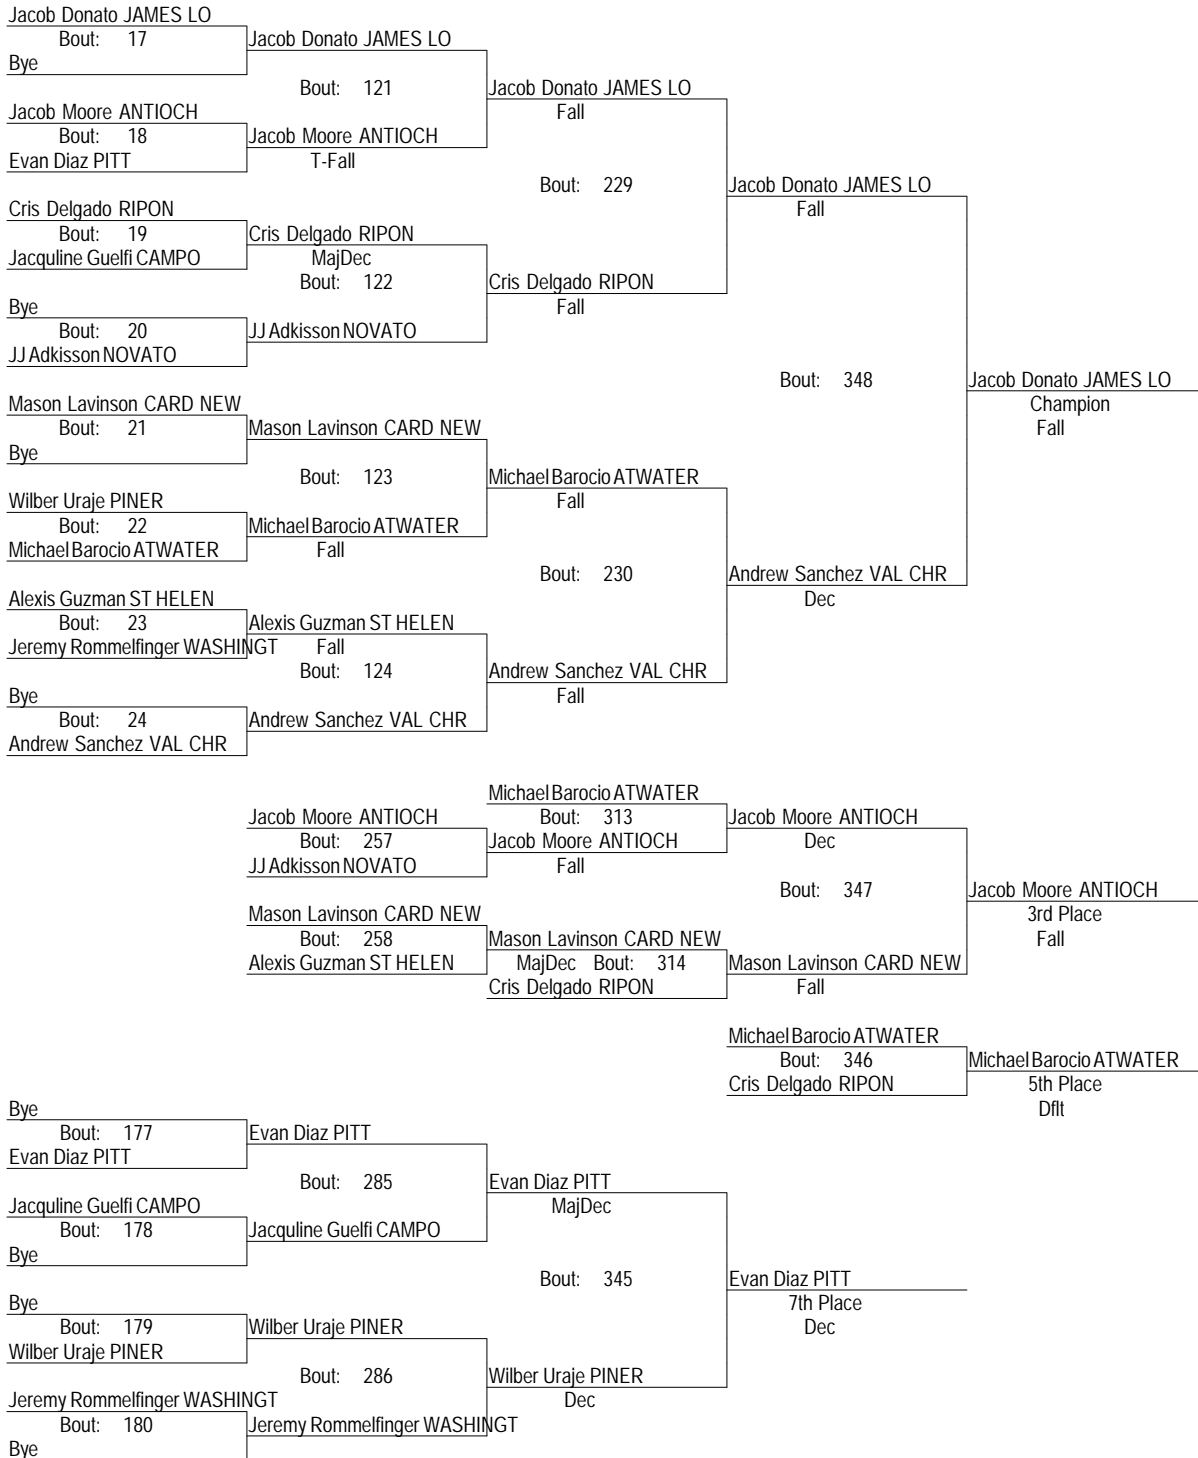 Jacob Donato JAMES LO
Bout: 17
Jacob Donato JAMES LO
Bye
Bout: 121
Jacob Donato JAMES LO
Fall
Jacob Moore ANTIOCH
Bout: 18
Jacob Moore ANTIOCH
Evan Diaz PITT
T-Fall
Bout: 229
Jacob Donato JAMES LO
Fall
Cris Delgado RIPON
Bout: 19
Cris Delgado RIPON
Jacquline Guelfi CAMPO
MajDec
Bout: 122
Cris Delgado RIPON
Fall
Bye
Bout: 20
JJ Adkisson NOVATO
JJ Adkisson NOVATO
Bout: 348
Jacob Donato JAMES LO
Champion
Fall
Mason Lavinson CARD NEW
Bout: 21
Mason Lavinson CARD NEW
Bye
Bout: 123
Michael Barocio ATWATER
Fall
Wilber Uraje PINER
Bout: 22
Michael Barocio ATWATER
Michael Barocio ATWATER
Fall
Bout: 230
Andrew Sanchez VAL CHR
Dec
Alexis Guzman ST HELEN
Bout: 23
Alexis Guzman ST HELEN
Jeremy Rommelfinger WASHINGT
Fall
Bout: 124
Andrew Sanchez VAL CHR
Fall
Bye
Bout: 24
Andrew Sanchez VAL CHR
Andrew Sanchez VAL CHR
Michael Barocio ATWATER
Jacob Moore ANTIOCH
Bout: 313
Jacob Moore ANTIOCH
Bout: 257
Jacob Moore ANTIOCH
Dec
JJ Adkisson NOVATO
Fall
Bout: 347
Jacob Moore ANTIOCH
3rd Place
Fall
Mason Lavinson CARD NEW
Bout: 258
Mason Lavinson CARD NEW
Alexis Guzman ST HELEN
MajDec Bout: 314
Mason Lavinson CARD NEW
Cris Delgado RIPON
Fall
Michael Barocio ATWATER
Bout: 346
Michael Barocio ATWATER
Cris Delgado RIPON
5th Place
Dflt
Bye
Bout: 177
Evan Diaz PITT
Evan Diaz PITT
Bout: 285
Evan Diaz PITT
MajDec
Jacquline Guelfi CAMPO
Bout: 178
Jacquline Guelfi CAMPO
Bye
Bout: 345
Evan Diaz PITT
7th Place
Dec
Bye
Bout: 179
Wilber Uraje PINER
Wilber Uraje PINER
Bout: 286
Wilber Uraje PINER
Dec
Jeremy Rommelfinger WASHINGT
Bout: 180
Jeremy Rommelfinger WASHINGT
Bye